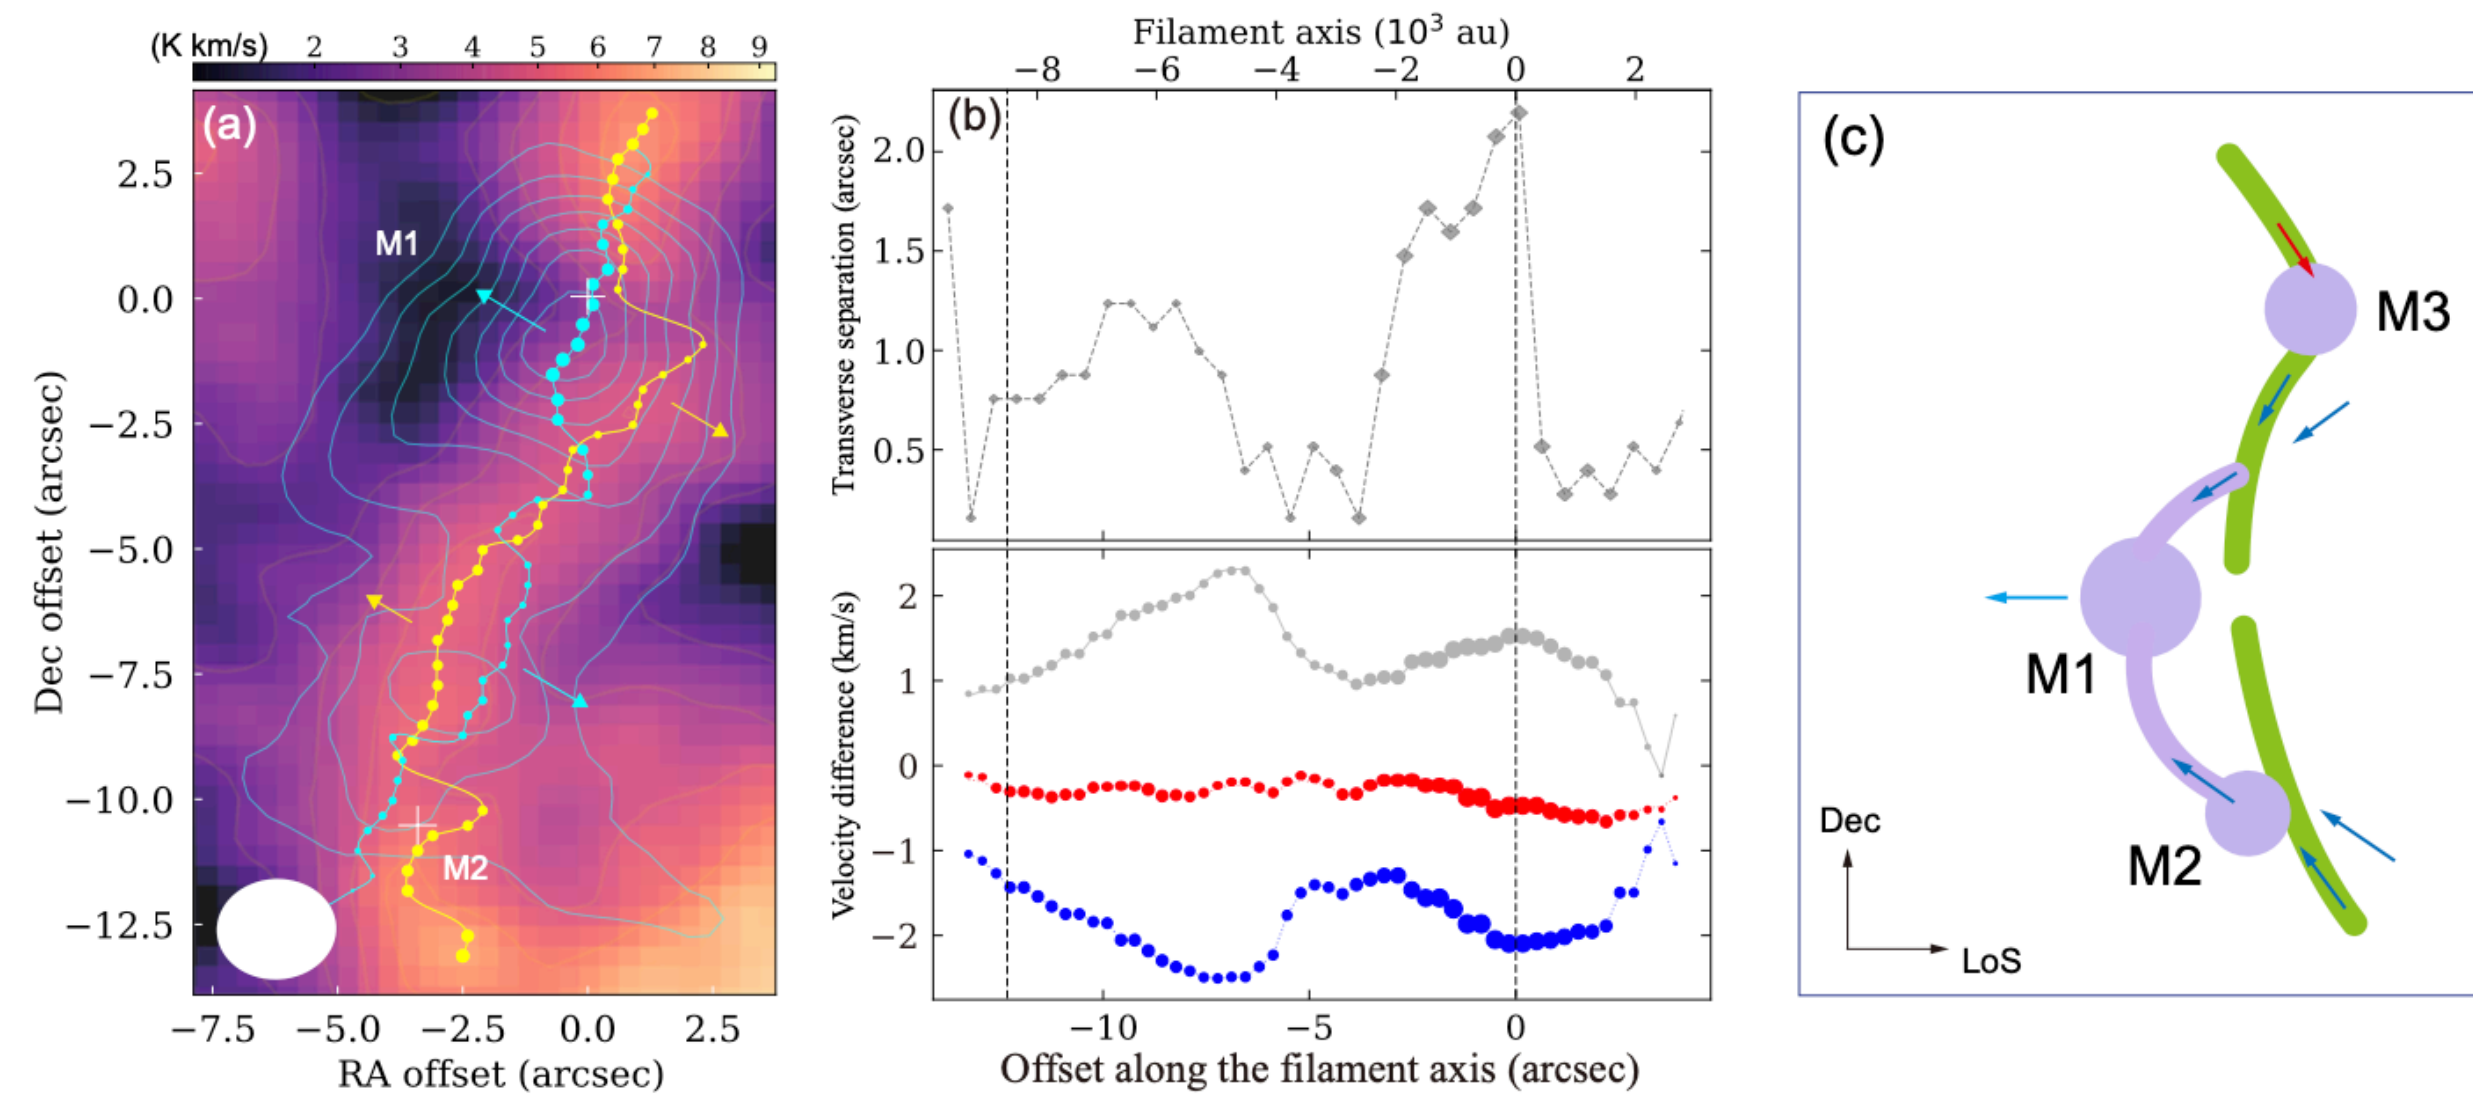 (K km/s) 2 3 4 5 6 7 8 9
(a)
M1
M2
2.5
0.0
−2.5
−5.0
−7.5
−10.0
−12.5
Dec offset (arcsec)
−7.5 −5.0 −2.5 0.0 2.5
RA offset (arcsec)
Filament axis (10³ au)
−8 −6 −4 −2 0 2
(b)
2.0
1.5
1.0
0.5
Transverse separation (arcsec)
2
1
0
−1
−2
Velocity difference (km/s)
−10 −5 0
Offset along the filament axis (arcsec)
(c)
M3
M1
M2
Dec
LoS